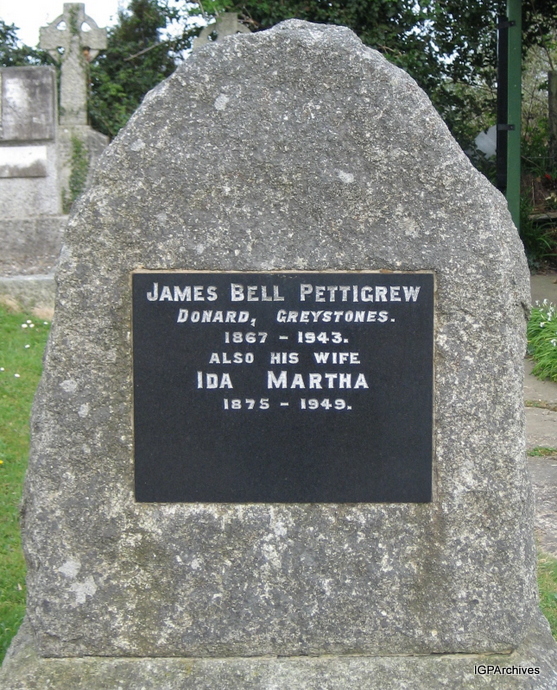 James Bell Pettigrew
Donard, Greystones.
1867 - 1943.
also his wife
Ida Martha
1875 - 1949.
IGPArchives